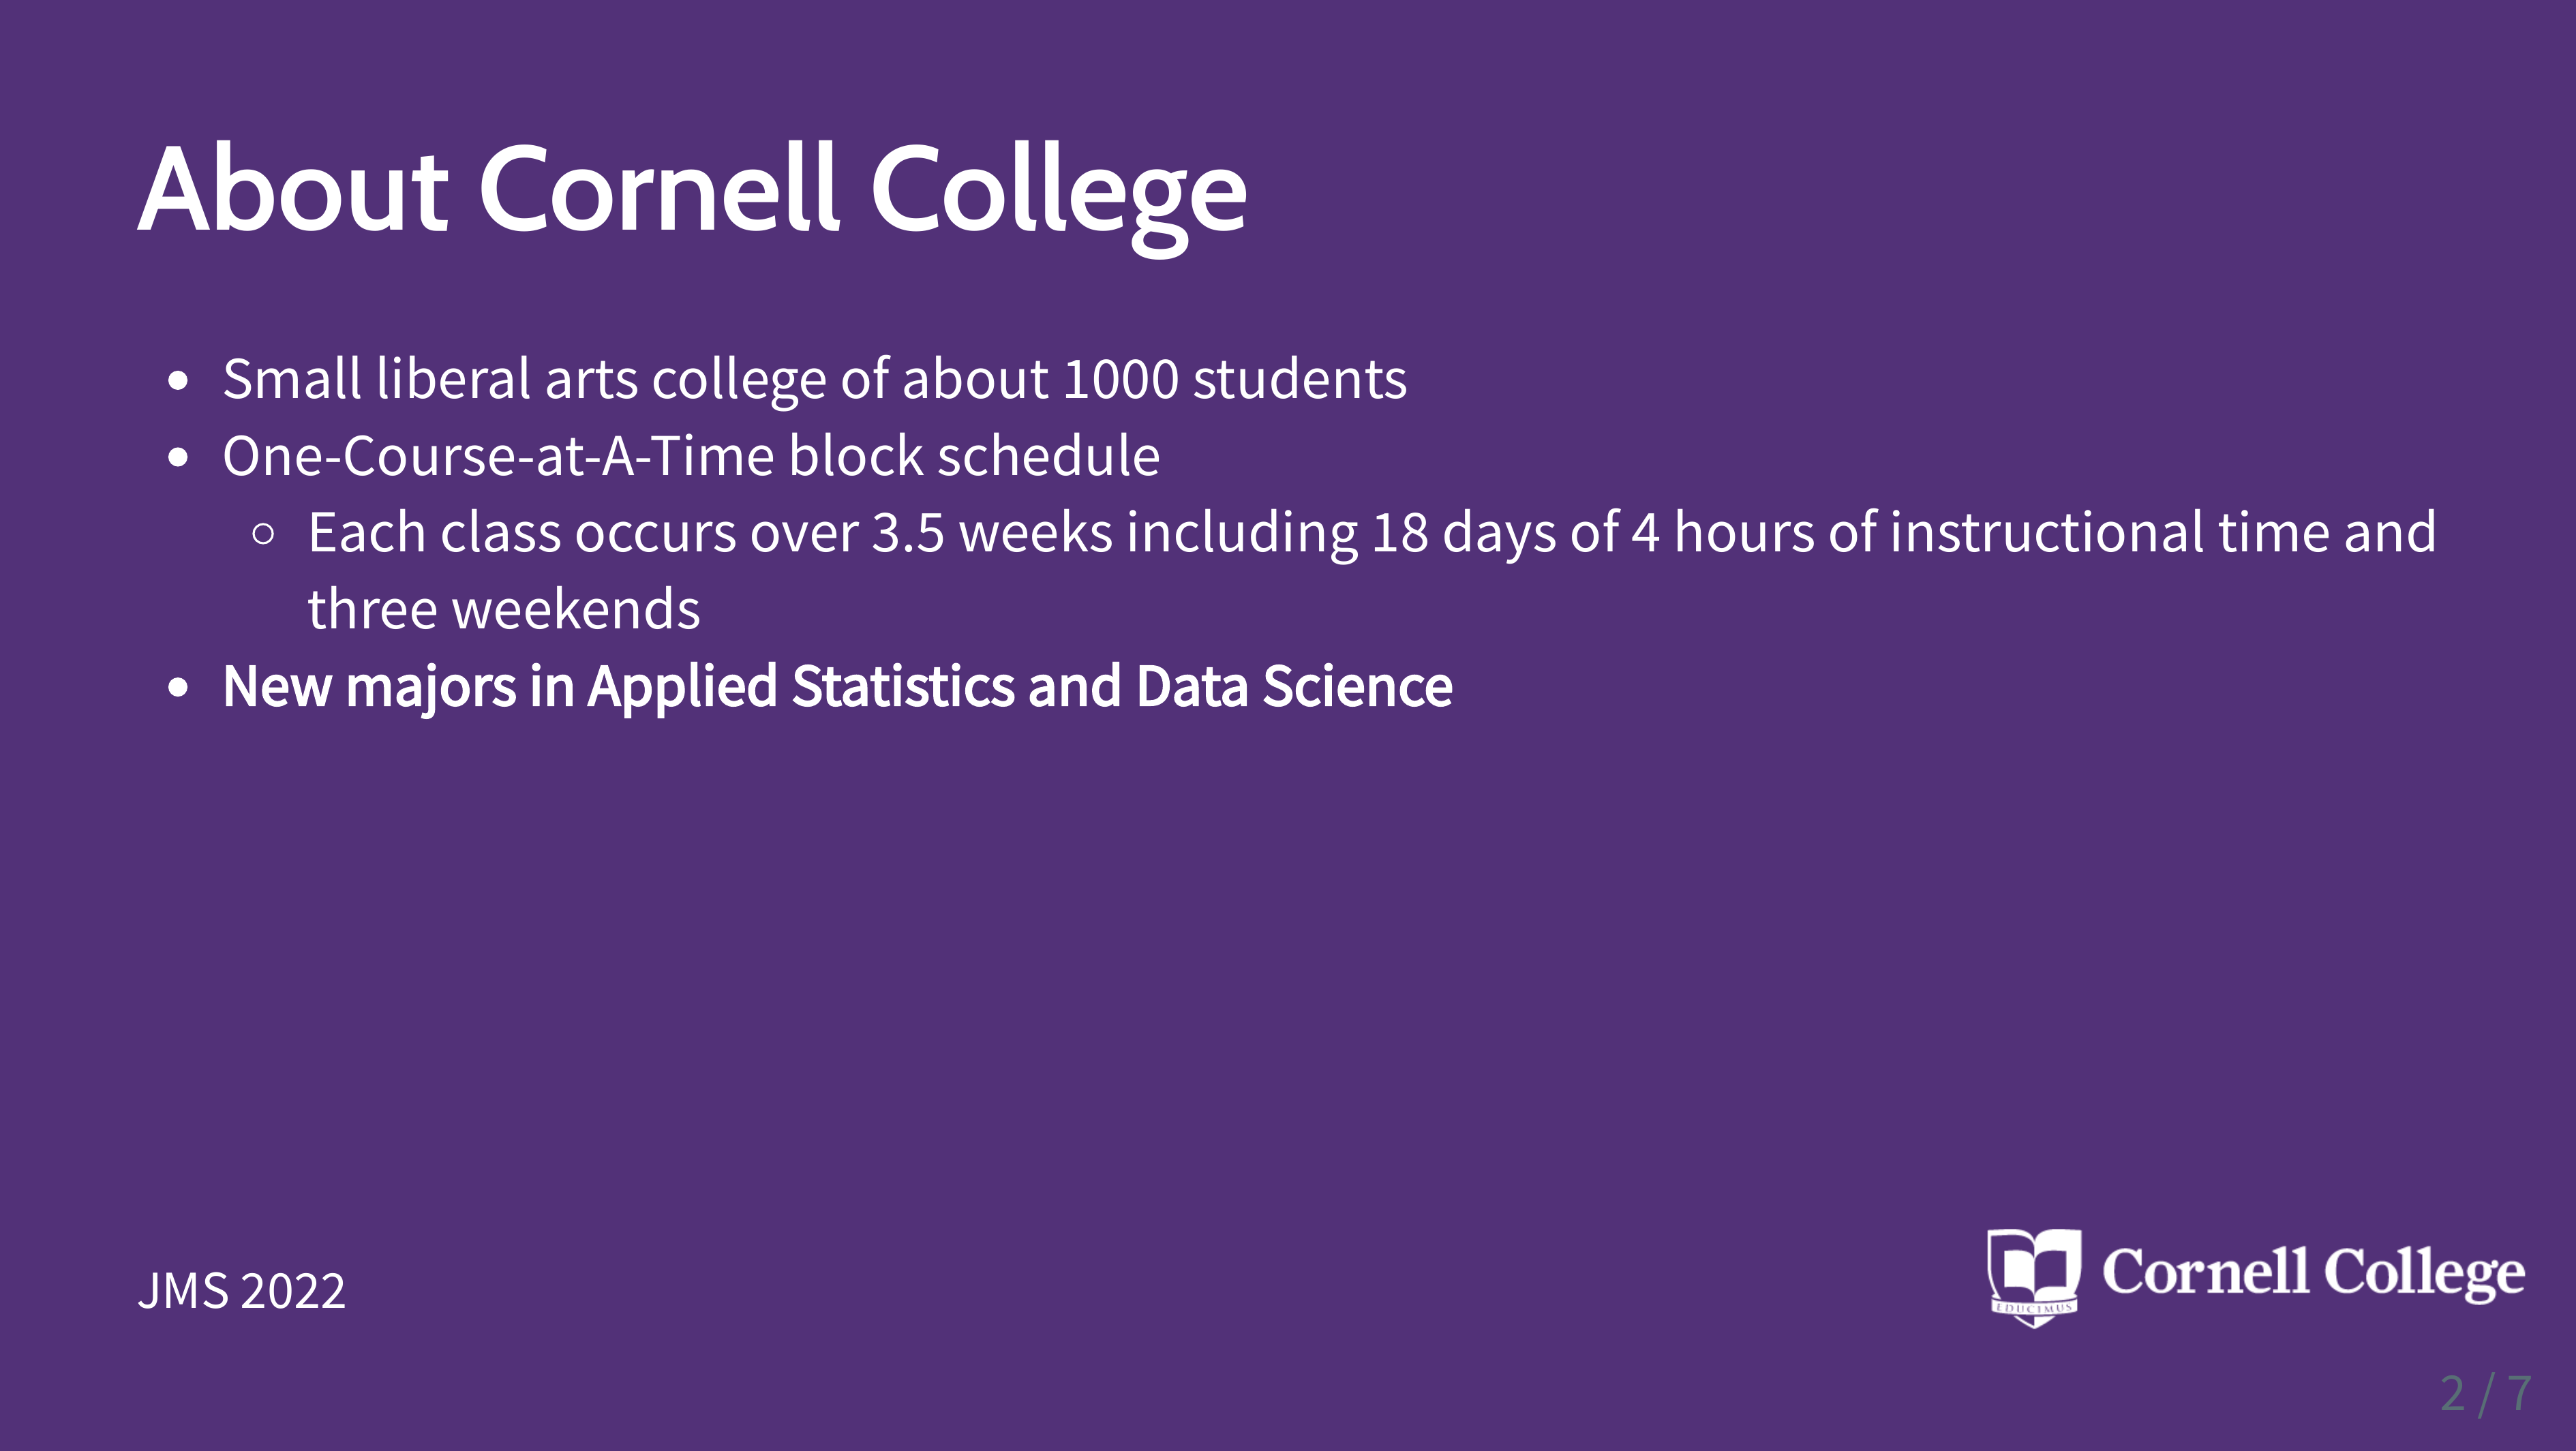 About Cornell College
Small liberal arts college of about 1000 students
One-Course-at-A-Time block schedule
Each class occurs over 3.5 weeks including 18 days of 4 hours of instructional time and
three weekends
New majors in Applied Statistics and Data Science
JMS 2022
EDUCIMUS
Cornell College
2 / 7